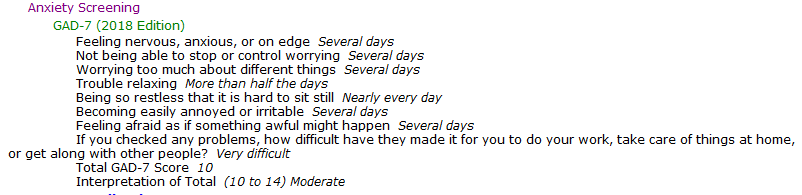 Anxiety Screening
GAD-7 (2018 Edition)
Feeling nervous, anxious, or on edge Several days
Not being able to stop or control worrying Several days
Worrying too much about different things Several days
Trouble relaxing More than half the days
Being so restless that it is hard to sit still Nearly every day
Becoming easily annoyed or irritable Several days
Feeling afraid as if something awful might happen Several days
If you checked any problems, how difficult have they made it for you to do your work, take care of things at home,
or get along with other people? Very difficult
Total GAD-7 Score 10
Interpretation of Total (10 to 14) Moderate